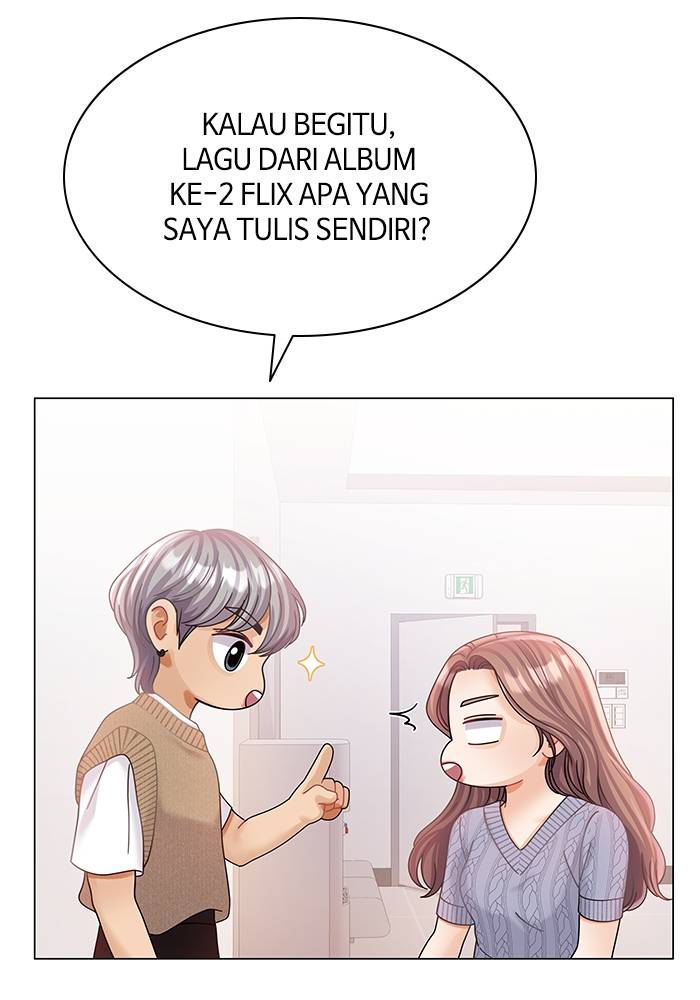 KALAU BEGITU,
LAGU DARI ALBUM
KE-2 FLIX APA YANG
SAYA TULIS SENDIRI?